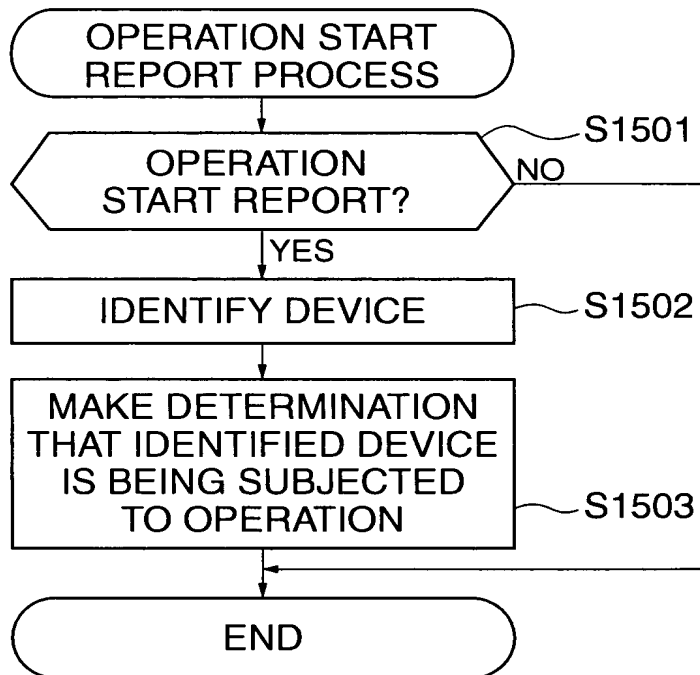 OPERATION START
REPORT PROCESS
S1501
OPERATION
START REPORT?
NO
YES
IDENTIFY DEVICE
S1502
MAKE DETERMINATION
THAT IDENTIFIED DEVICE
IS BEING SUBJECTED
TO OPERATION
S1503
END